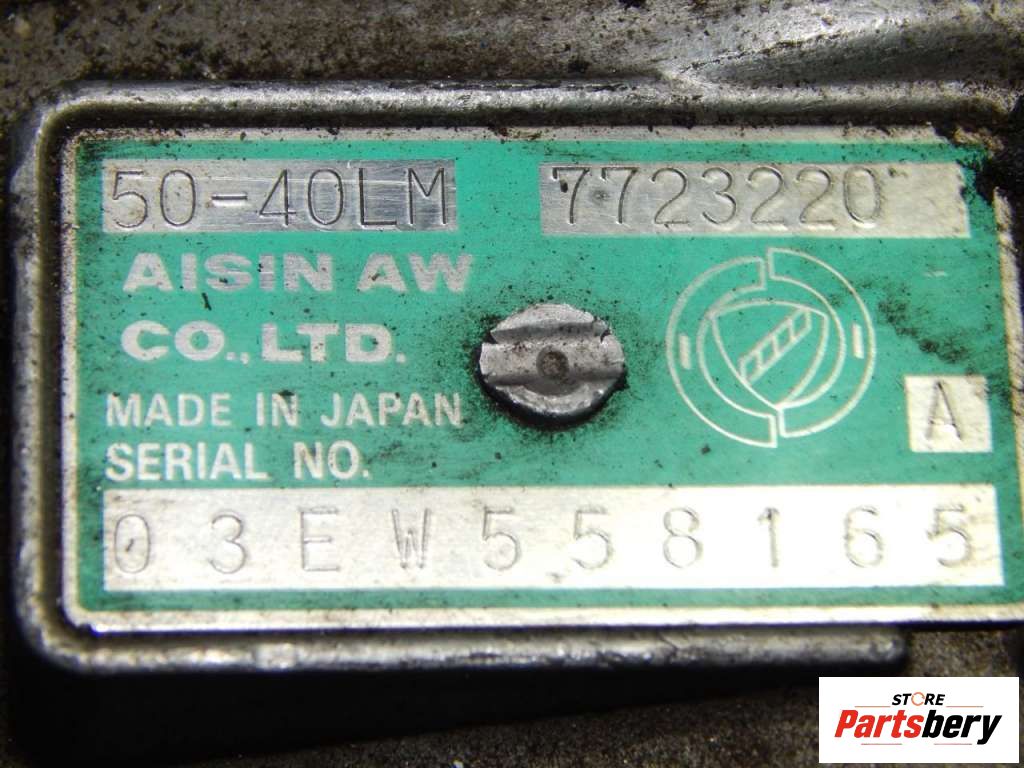 50-40LM 7723220
AISIN AW
CO., LTD.
MADE IN JAPAN
A
SERIAL NO.
03EW558165
STORE
Partsbery